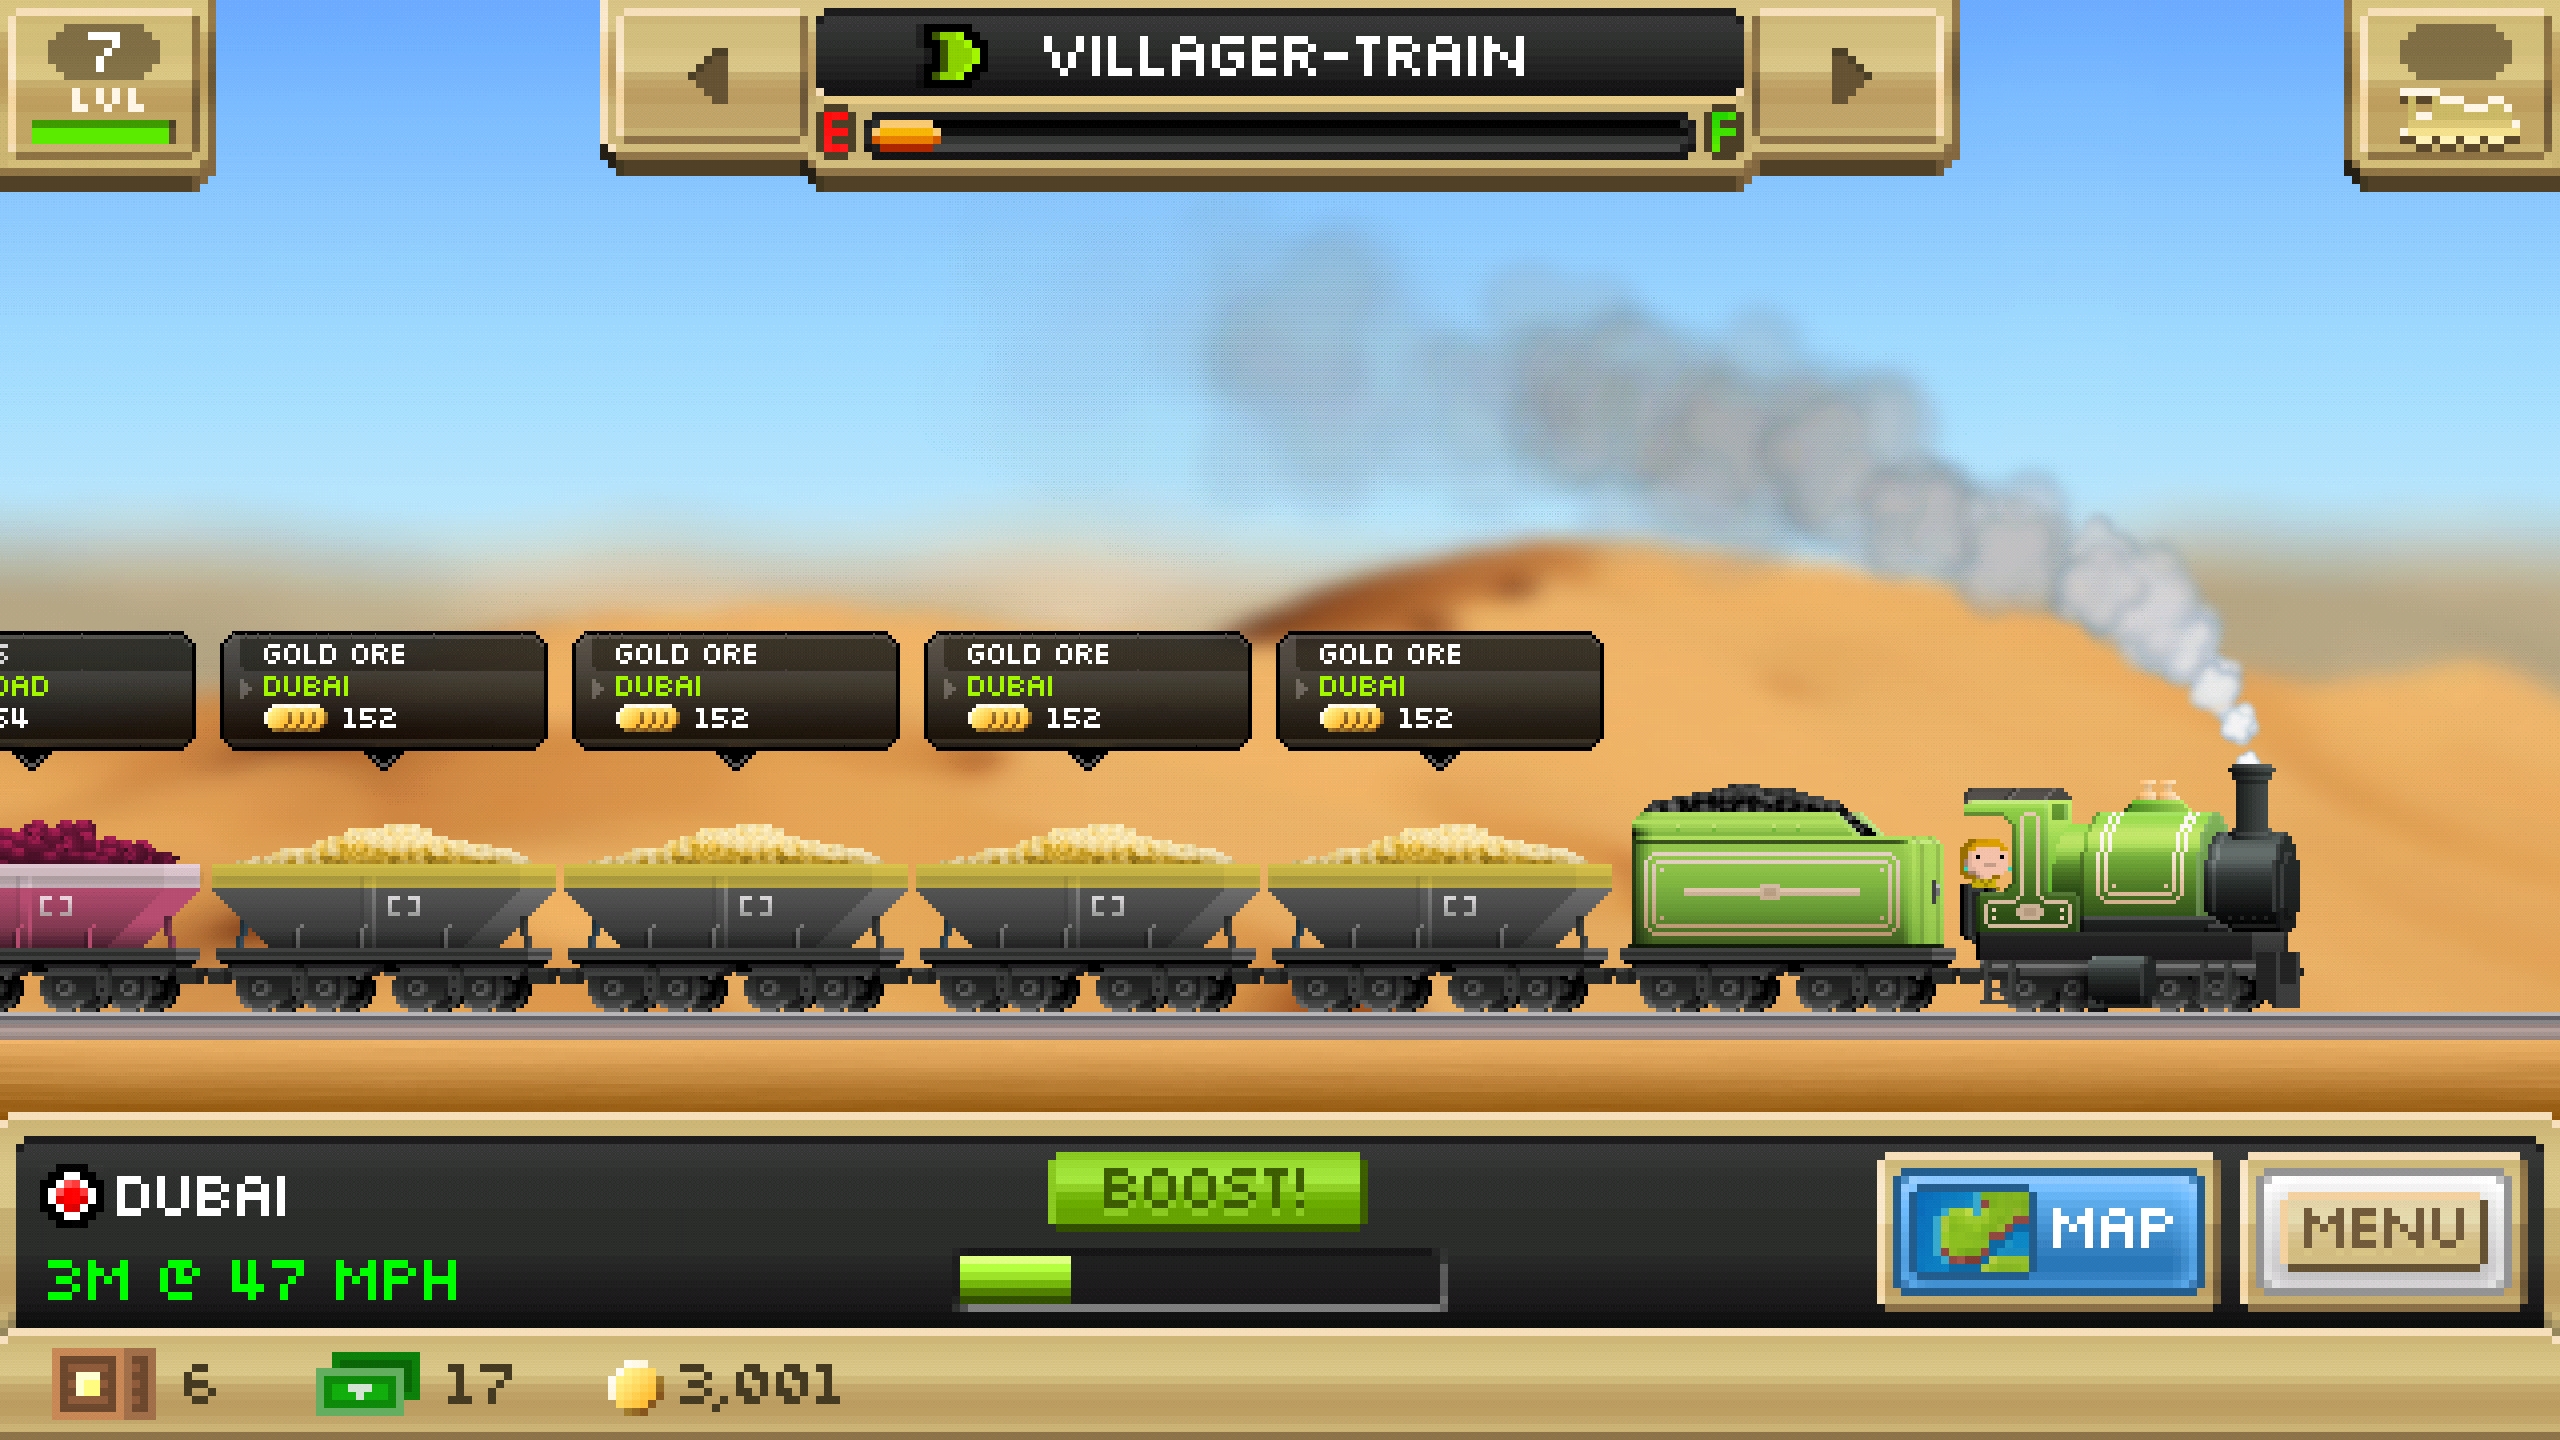 7
LVL
VILLAGER-TRAIN
E F
GOLD ORE
DUBAI
152
GOLD ORE
DUBAI
152
GOLD ORE
DUBAI
152
GOLD ORE
DUBAI
152
DUBAI
3M @ 47 MPH
BOOST!
MAP
MENU
6
17
3,001